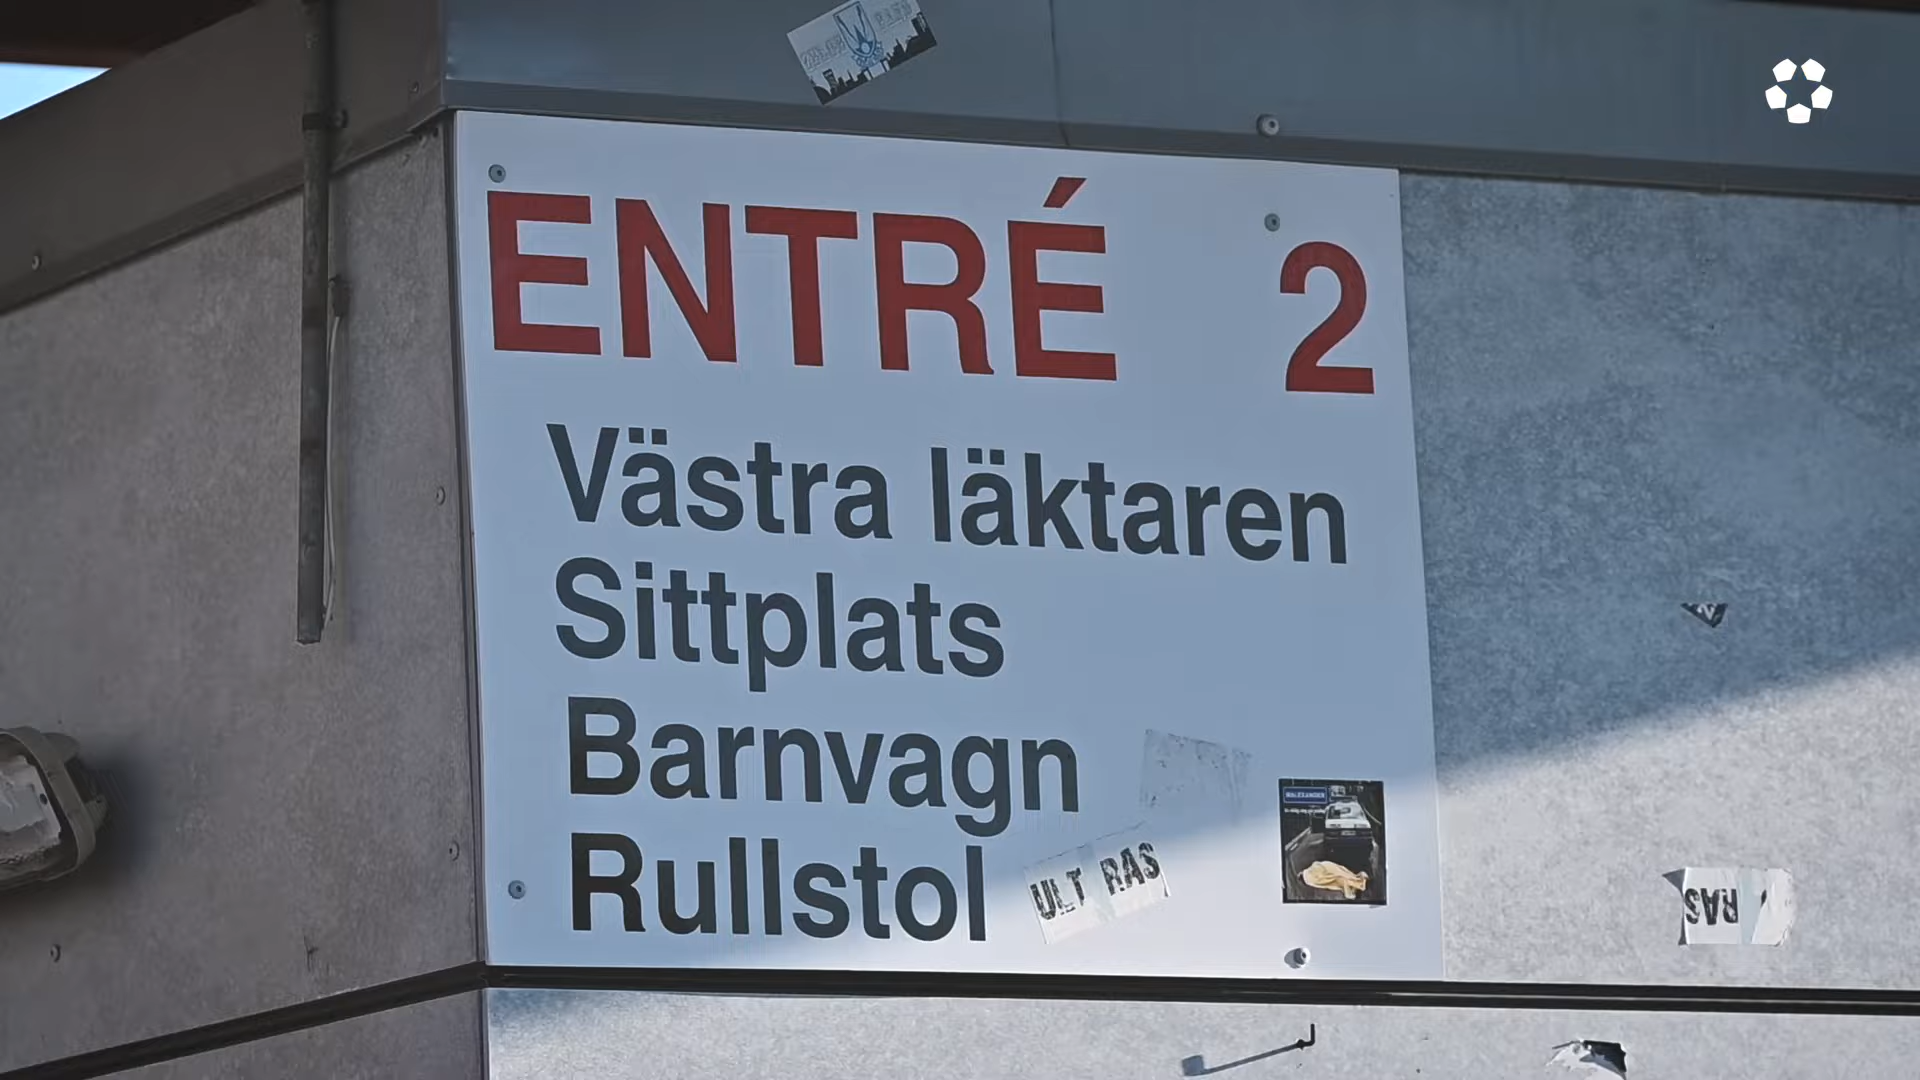 ENTRÉ 2
Västra läktaren
Sittplats
Barnvagn
Rullstol
ULT RAS
RAS